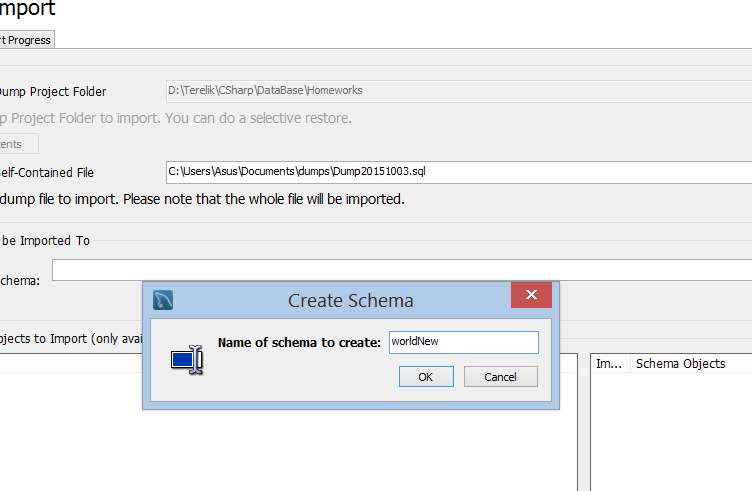 mport
rt Progress
Dump Project Folder D:\Terelik\CSharp\DataBase\Homeworks
p Project Folder to import. You can do a selective restore.
ents
Self-Contained File C:\Users\Asus\Documents\dumps\Dump20151003.sql
dump file to import. Please note that the whole file will be imported.
be Imported To
chema:
Create Schema
bjects to Import (only avai
Name of schema to create: worldNew
Im... Schema Objects
OK Cancel